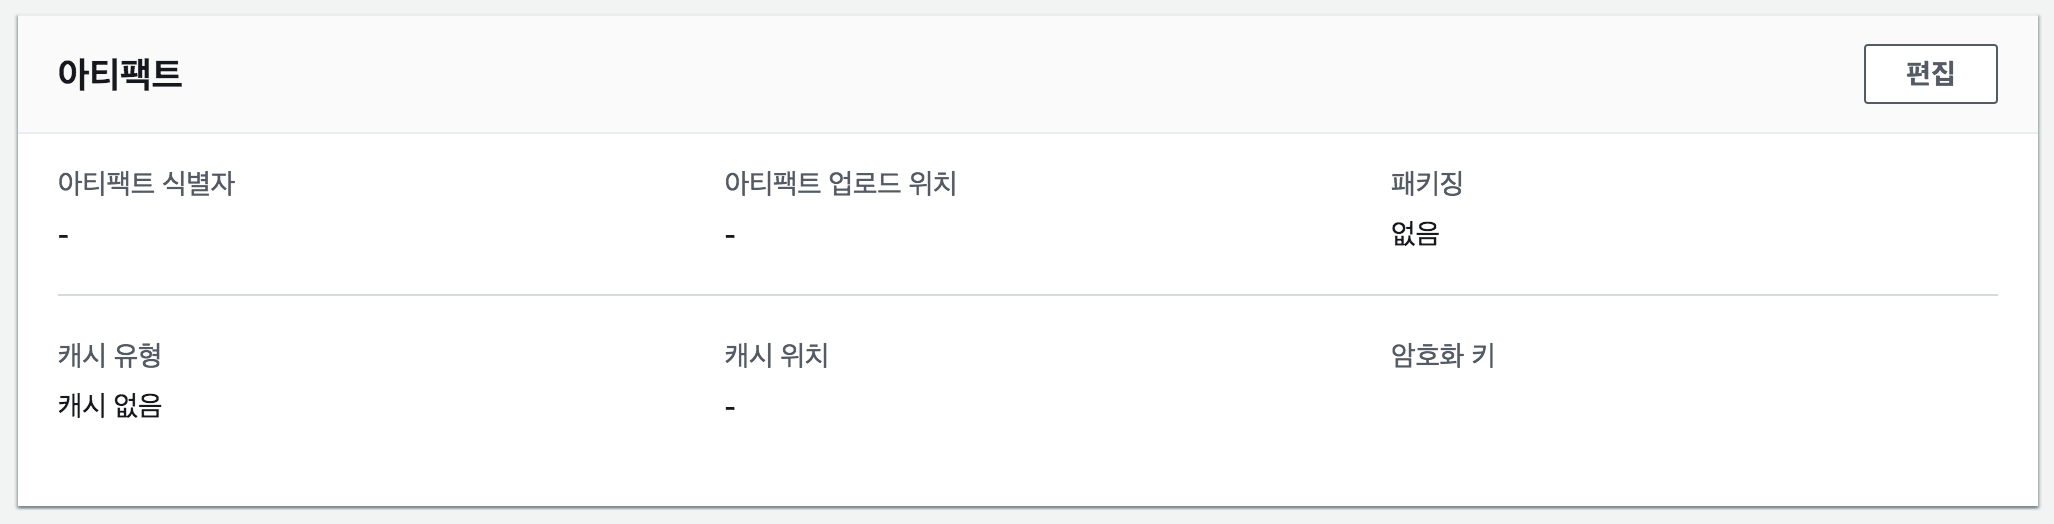 아티팩트
편집
아티팩트 식별자
-
아티팩트 업로드 위치
-
패키징
없음
캐시 유형
캐시 없음
캐시 위치
-
암호화 키